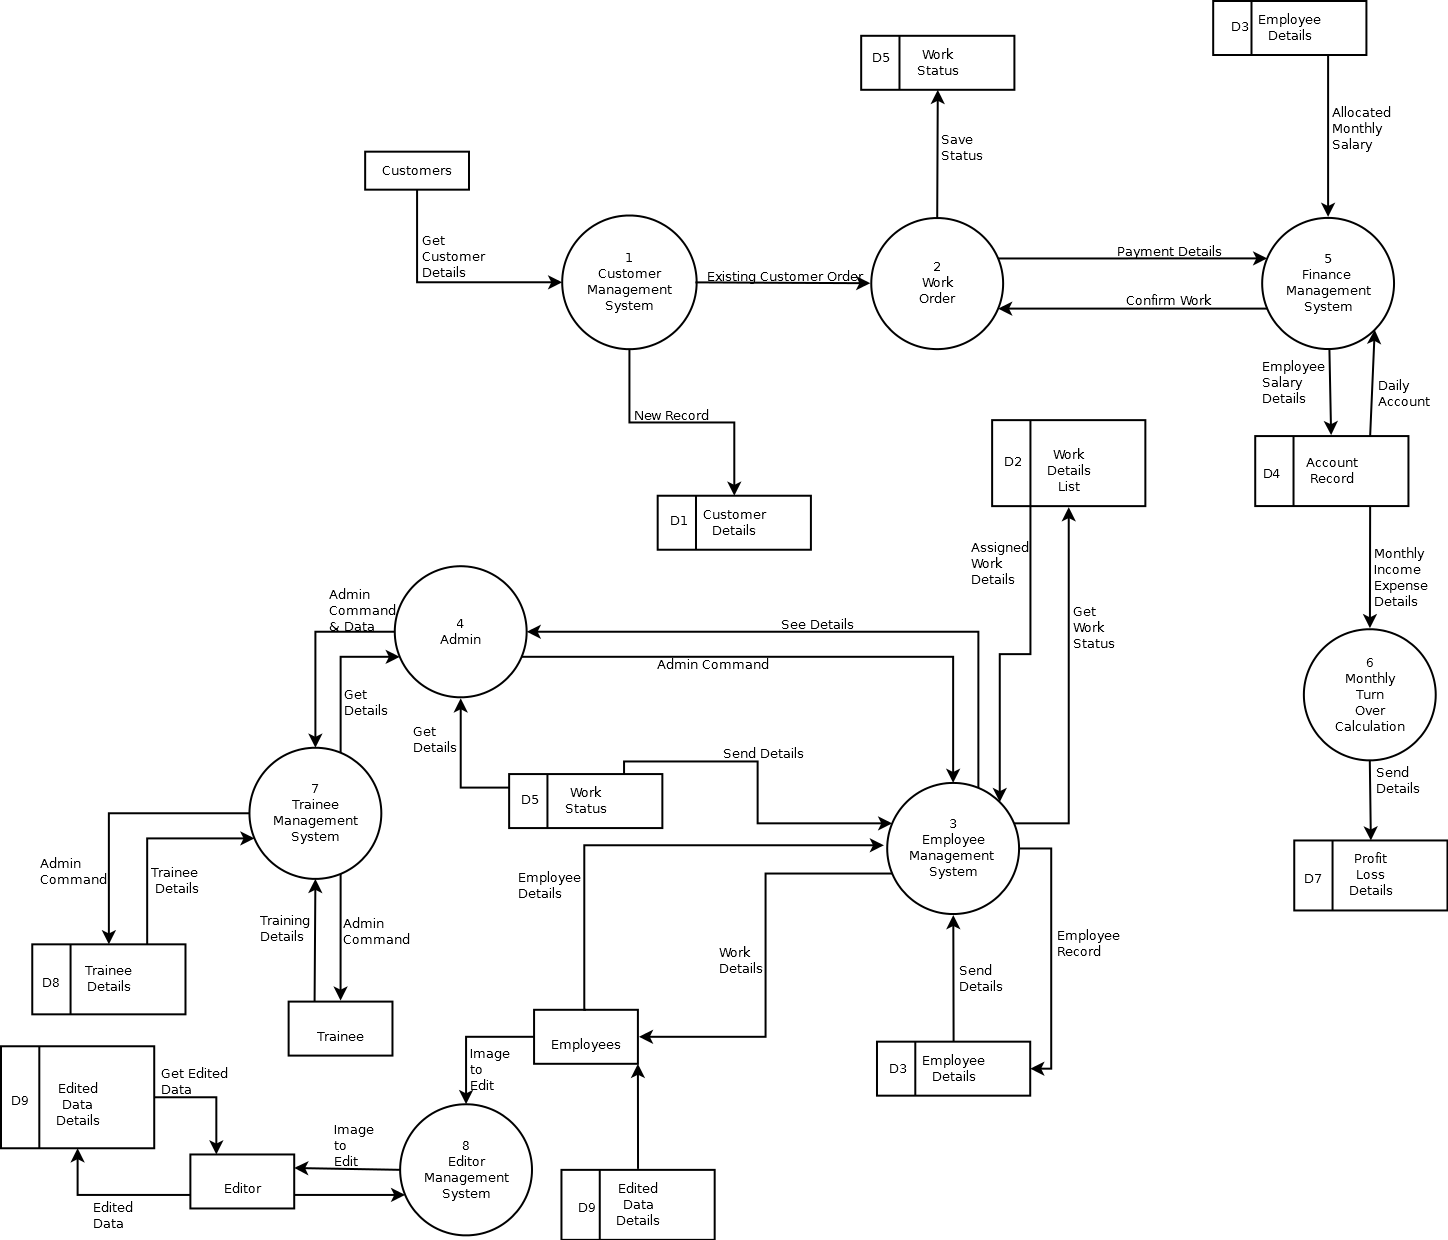 D3
Employee
Details
D5
Work
Status
Allocated
Monthly
Salary
Save
Status
Customers
Get
Customer
Details
1
Customer
Management
System
Existing Customer Order
2
Work
Order
Payment Details
Confirm Work
5
Finance
Management
System
Employee
Salary
Details
Daily
Account
New Record
D1
Customer
Details
D2
Work
Details
List
D4
Account
Record
Assigned
Work
Details
Get
Work
Status
Monthly
Income
Expense
Details
Admin
Command
& Data
4
Admin
See Details
Admin Command
Get
Details
Get
Details
6
Monthly
Turn
Over
Calculation
Send
Details
Send Details
D5
Work
Status
7
Trainee
Management
System
3
Employee
Management
System
D7
Profit
Loss
Details
Admin
Command
Trainee
Details
Employee
Details
Training
Details
Admin
Command
Work
Details
Employee
Record
Send
Details
D8
Trainee
Details
Trainee
Employees
Image
to
Edit
D3
Employee
Details
D9
Edited
Data
Details
Get Edited
Data
Image
to
Edit
8
Editor
Management
System
Editor
Edited
Data
D9
Edited
Data
Details